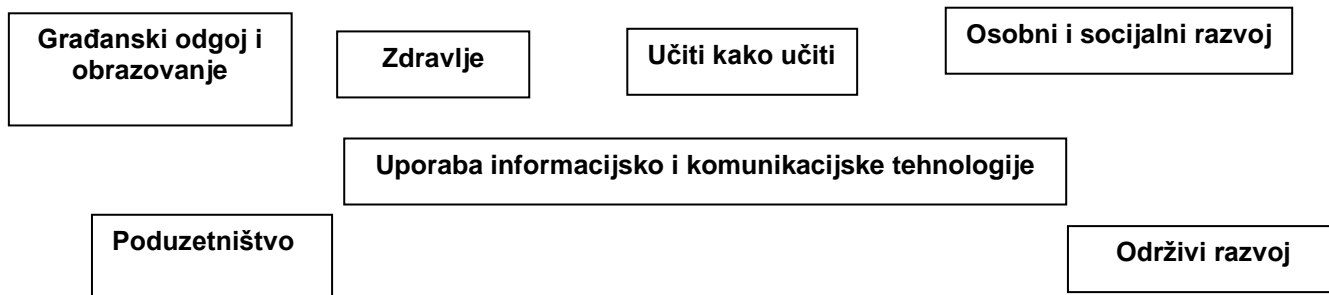 Građanski odgoj i
obrazovanje
Zdravlje
Učiti kako učiti
Osobni i socijalni razvoj
Uporaba informacijsko i komunikacijske tehnologije
Poduzetništvo
Održivi razvoj